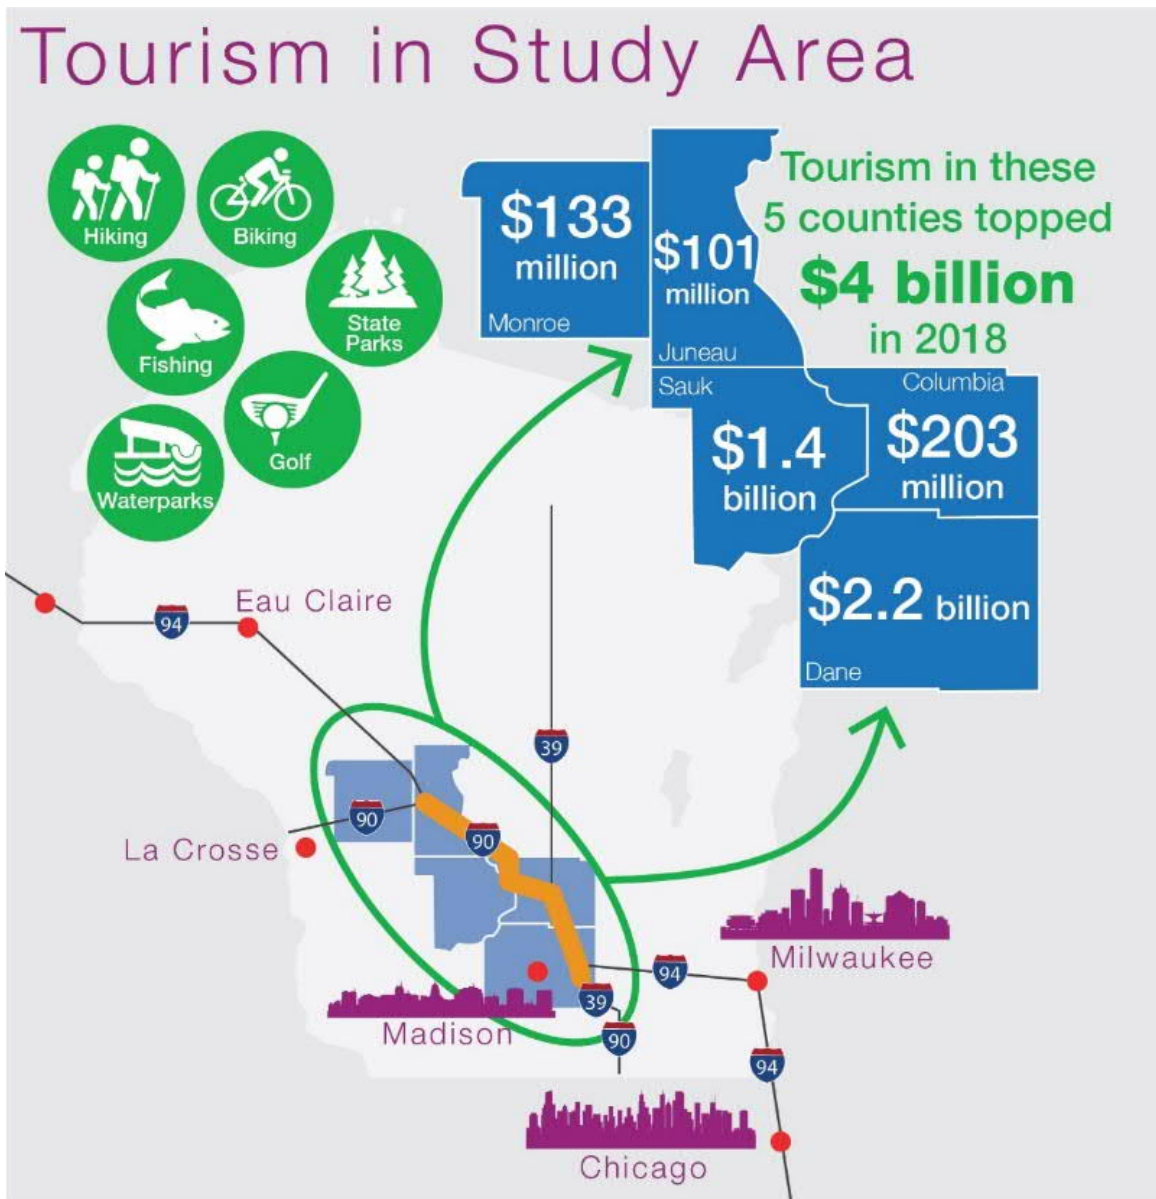 Tourism in Study Area
Hiking
Biking
Fishing
State
Parks
Golf
Waterparks
$133
million
Monroe
$101
million
Juneau
Tourism in these
5 counties topped
$4 billion
in 2018
Sauk
$1.4
billion
Columbia
$203
million
$2.2 billion
Dane
Eau Claire
94
39
90
90
La Crosse
Milwaukee
94
39
Madison
90
94
Chicago